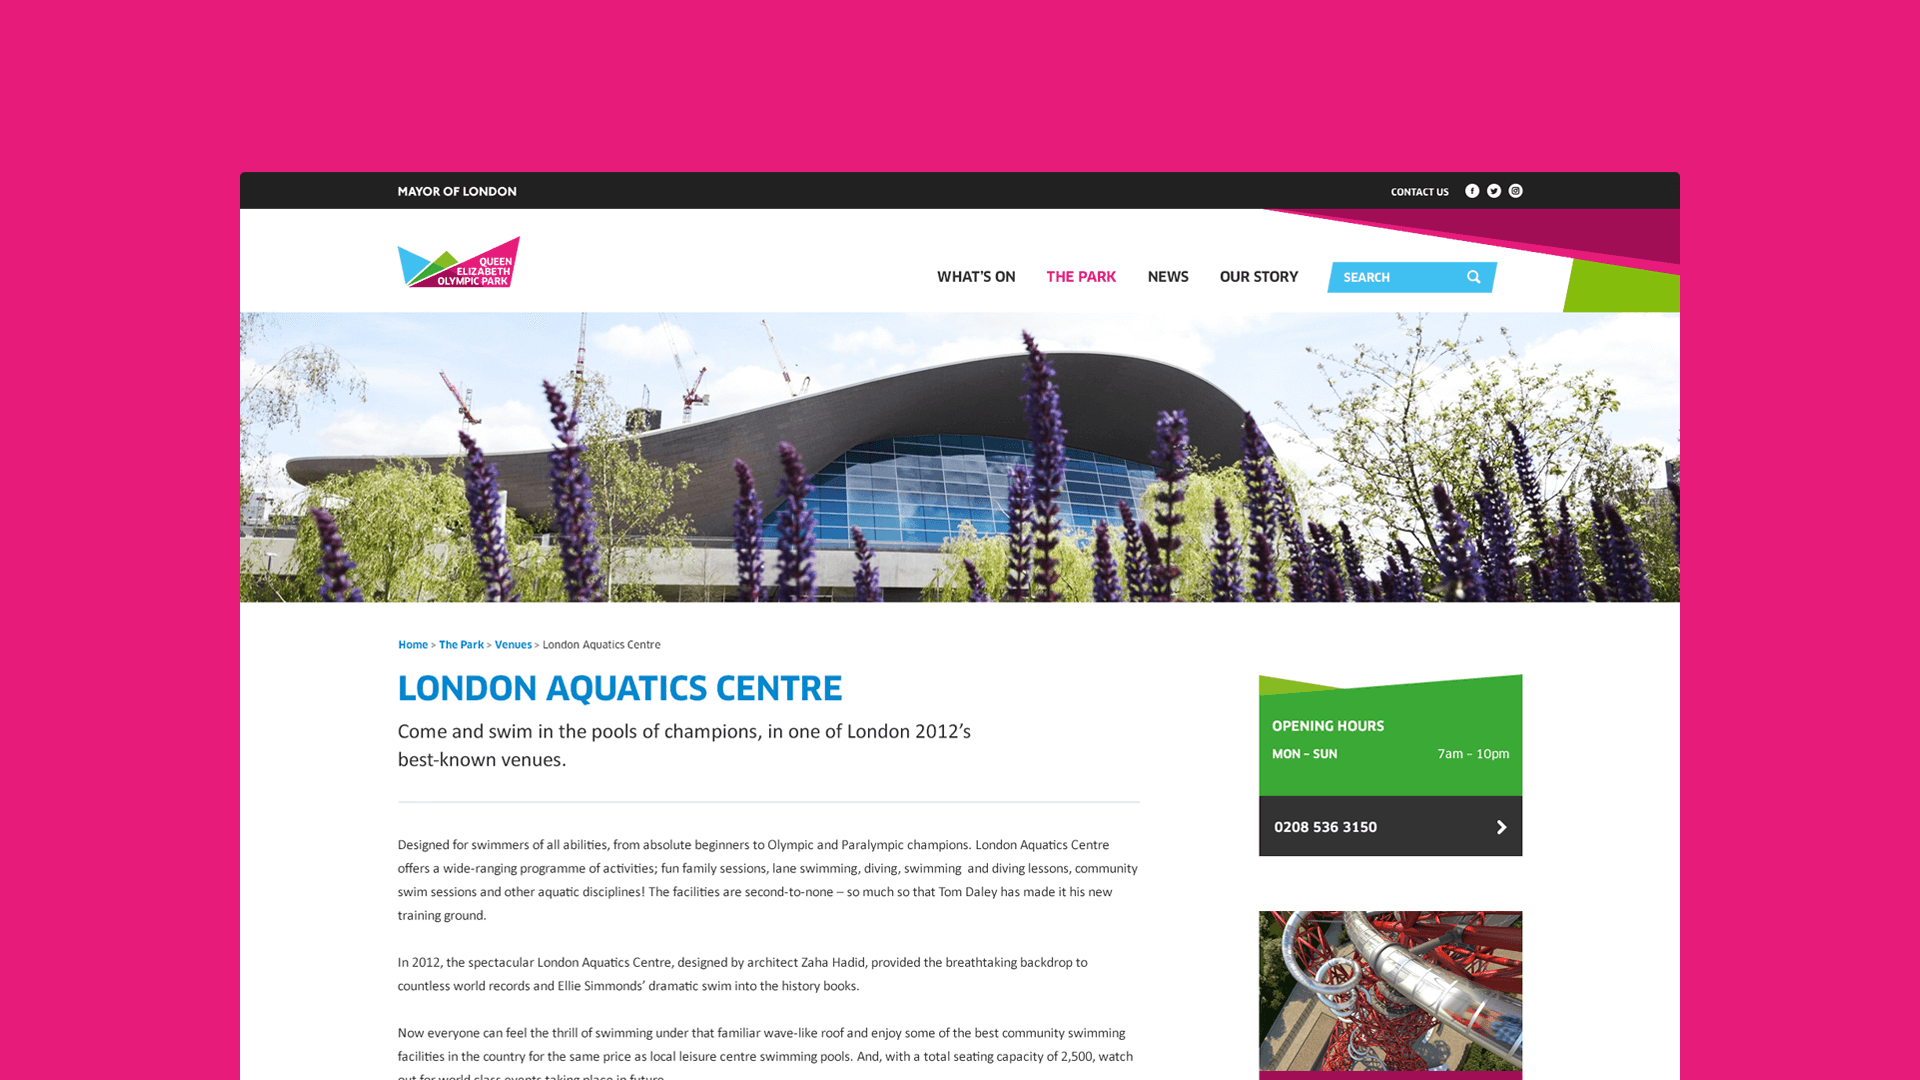 MAYOR OF LONDON
CONTACT US
QUEEN
ELIZABETH
OLYMPIC PARK
WHAT'S ON
THE PARK
NEWS
OUR STORY
SEARCH
Home > The Park > Venues > London Aquatics Centre
LONDON AQUATICS CENTRE
Come and swim in the pools of champions, in one of London 2012’s
best-known venues.
Designed for swimmers of all abilities, from absolute beginners to Olympic and Paralympic champions. London Aquatics Centre
offers a wide-ranging programme of activities; fun family sessions, lane swimming, diving, swimming  and diving lessons, community
swim sessions and other aquatic disciplines! The facilities are second-to-none – so much so that Tom Daley has made it his new
training ground.
In 2012, the spectacular London Aquatics Centre, designed by architect Zaha Hadid, provided the breathtaking backdrop to
countless world records and Ellie Simmonds’ dramatic swim into the history books.
Now everyone can feel the thrill of swimming under that familiar wave-like roof and enjoy some of the best community swimming
facilities in the country for the same price as local leisure centre swimming pools. And, with a total seating capacity of 2,500, watch
out for world class events taking place in future.
OPENING HOURS
MON – SUN 7am – 10pm
0208 536 3150